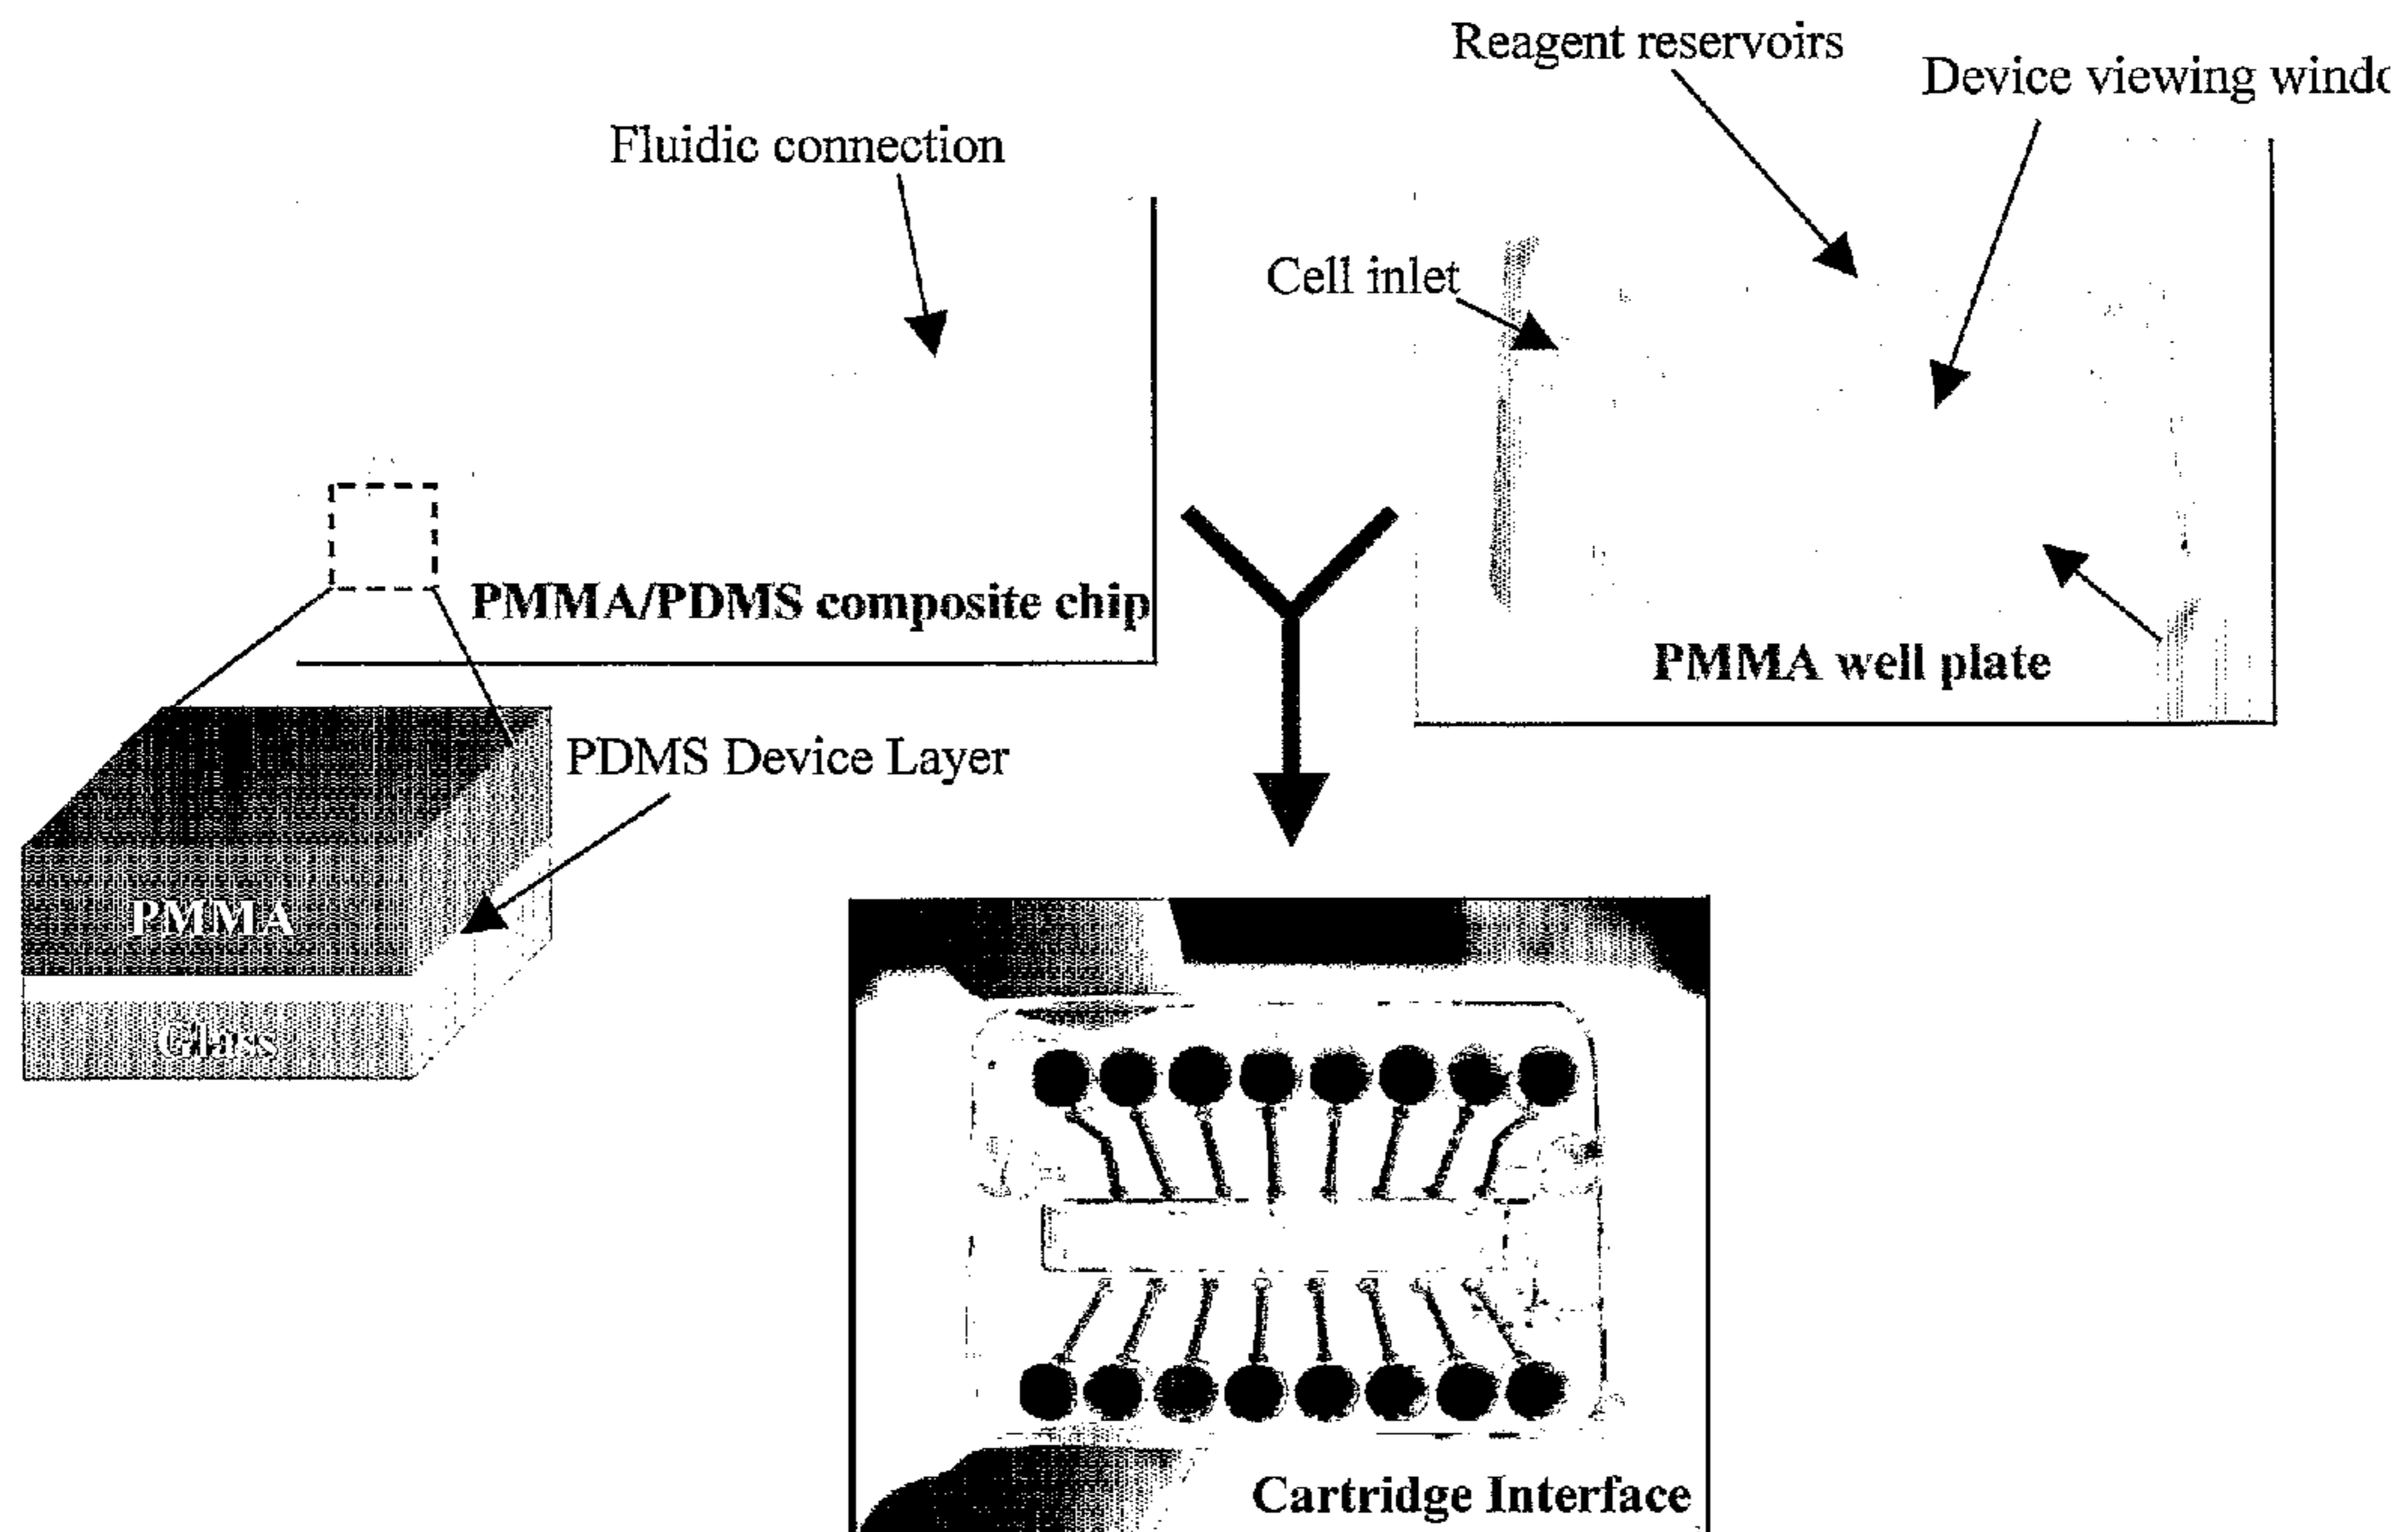 Reagent reservoirs
Device viewing windo
Fluidic connection
Cell inlet
PMMA/PDMS composite chip
PMMA well plate
PDMS Device Layer
PMMA
Glass
Cartridge Interface